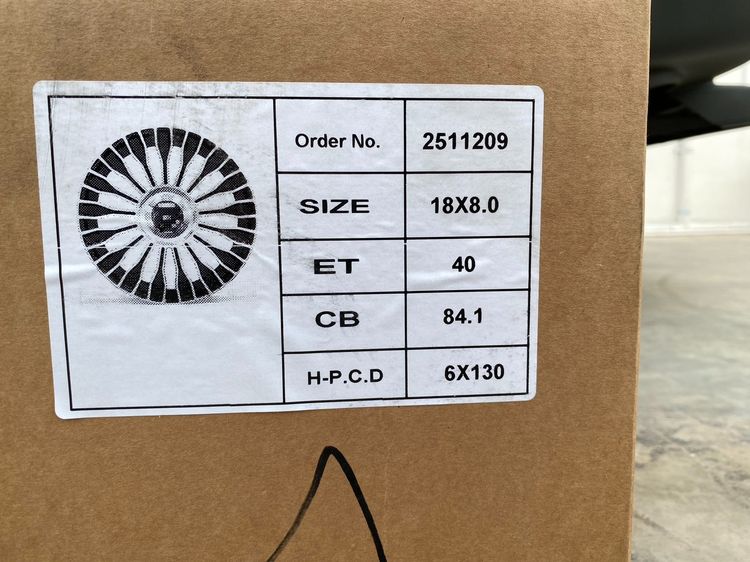 Order No. 2511209
SIZE 18X8.0
ET 40
CB 84.1
H-P.C.D 6X130